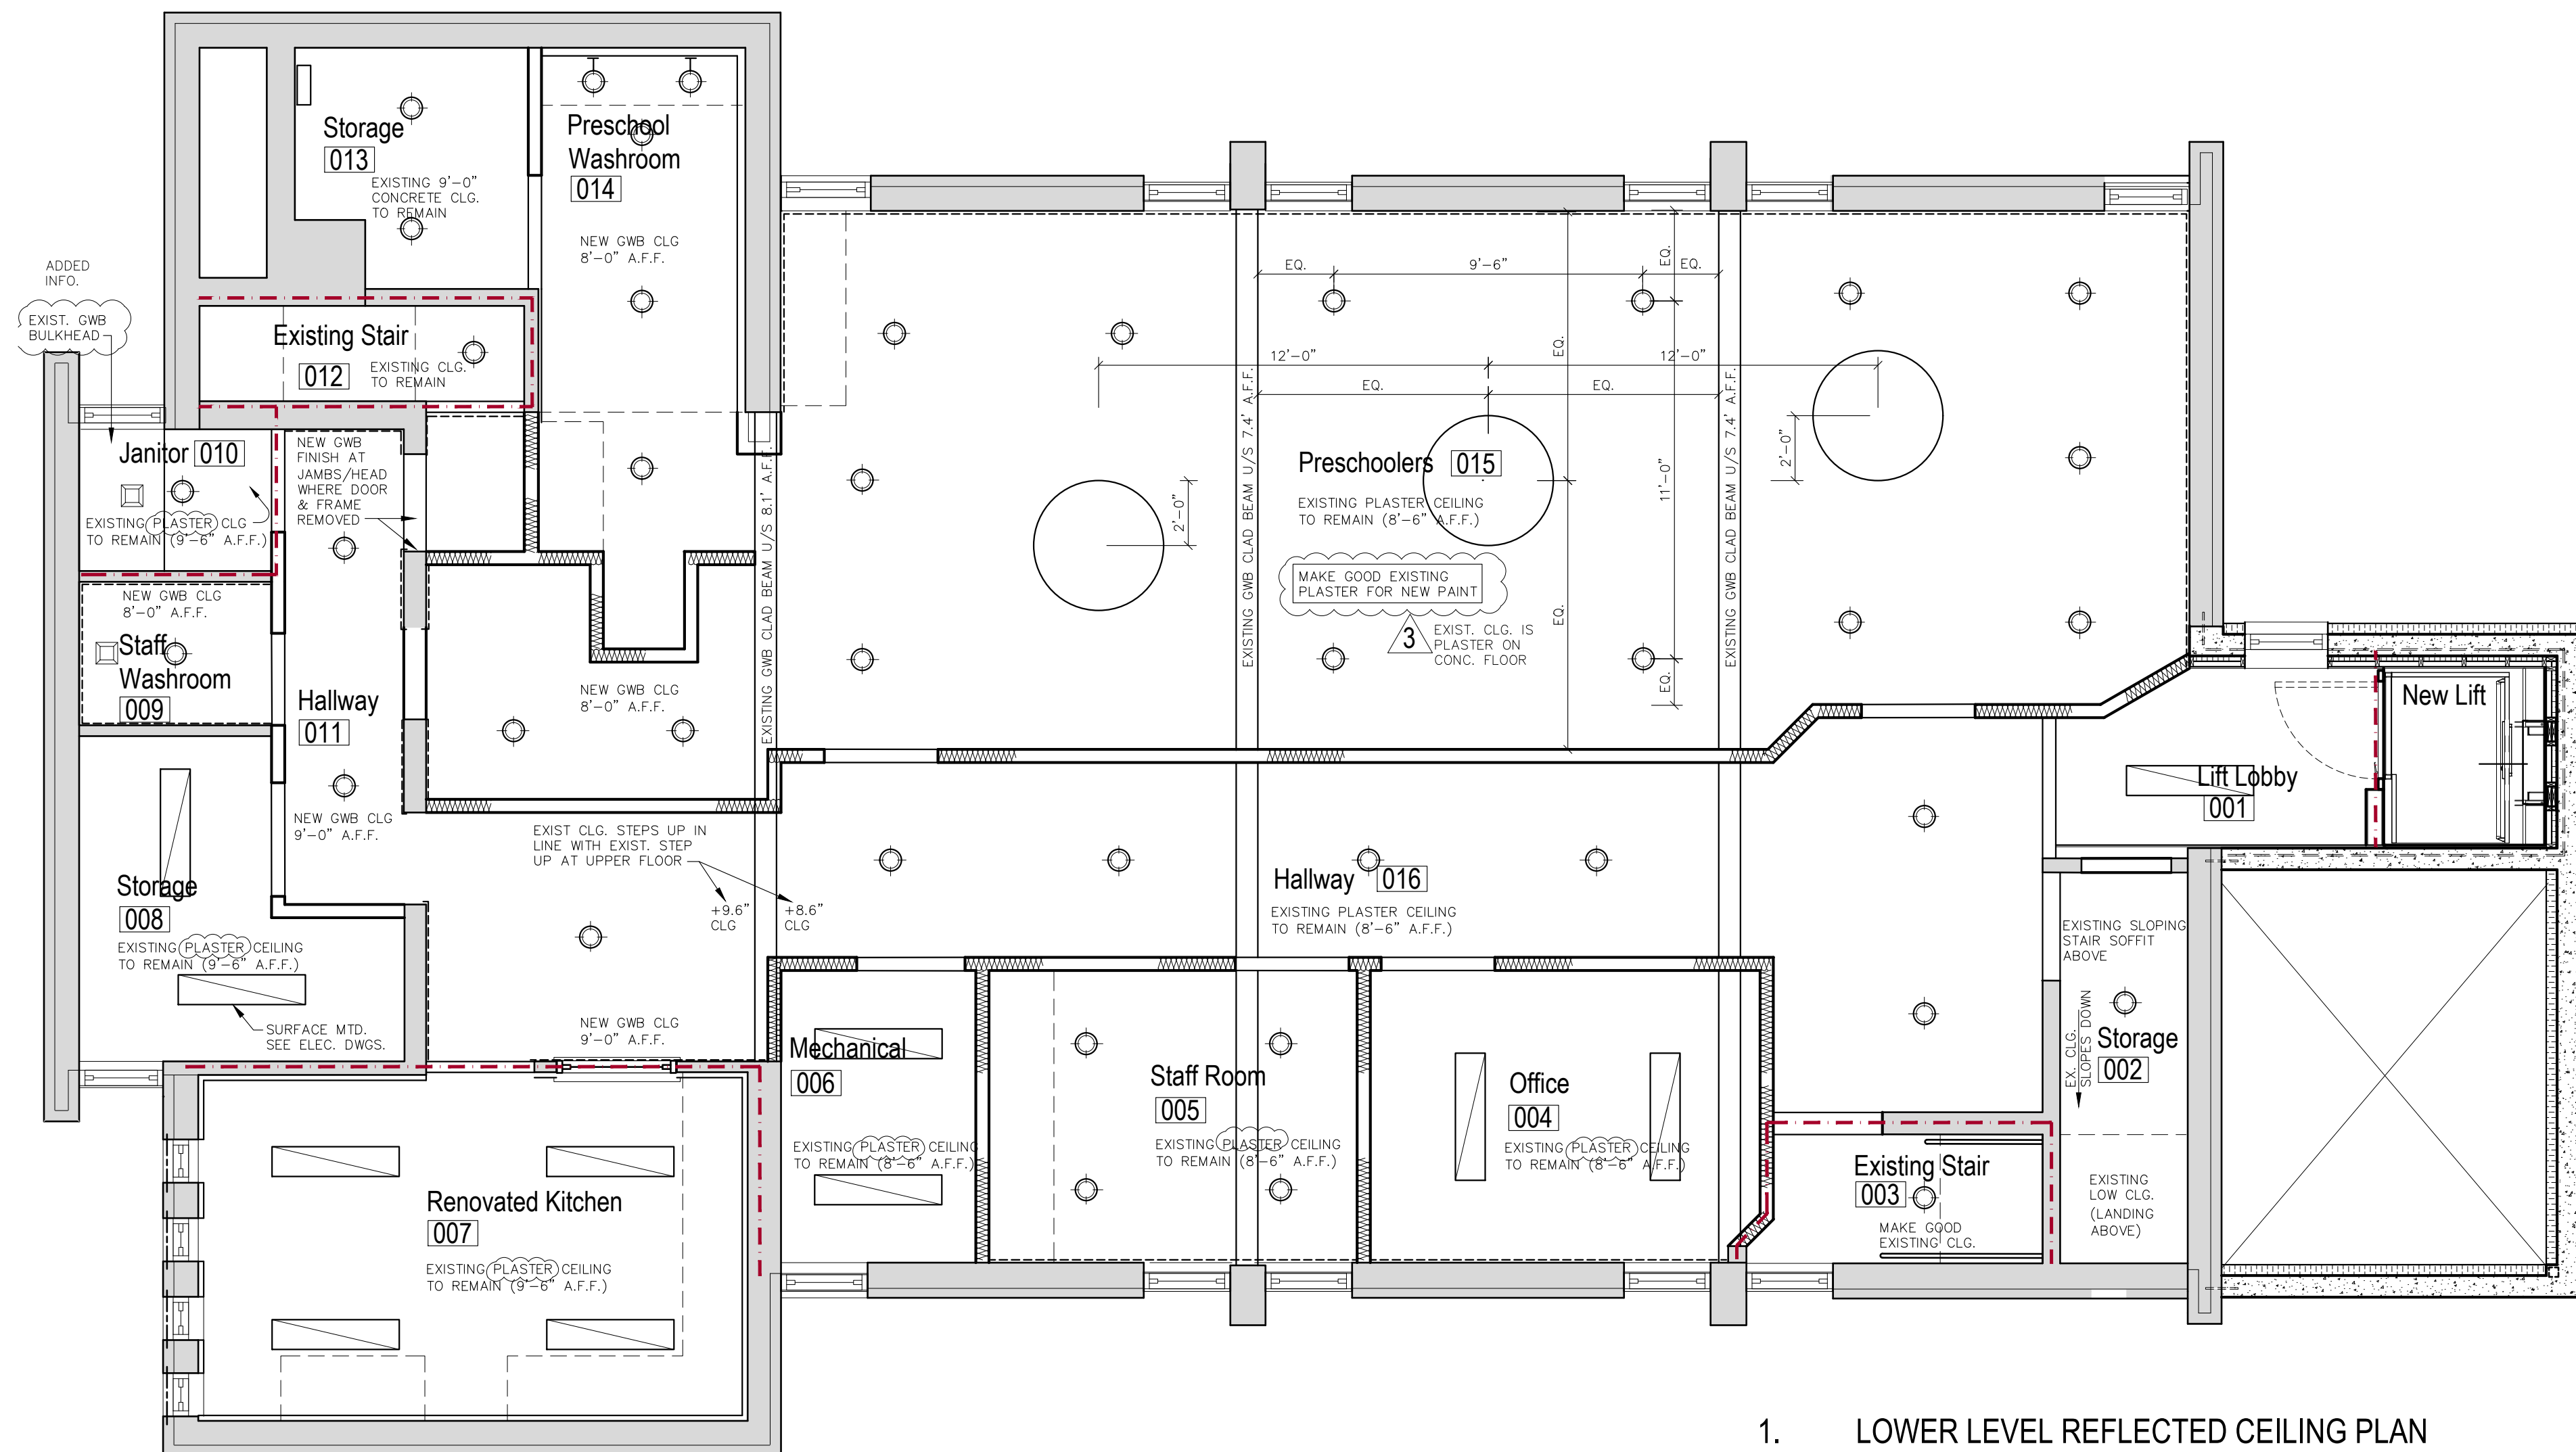 Storage
013
EXISTING 9'-0"
CONCRETE CLG.
TO REMAIN
Preschool
Washroom
014
NEW GWB CLG
8'-0" A.F.F.
ADDED
INFO.
EXIST. GWB
BULKHEAD
Existing Stair
012
EXISTING CLG.
TO REMAIN
Janitor 010
EXISTING PLASTER CLG
TO REMAIN (9'-6" A.F.F.)
NEW GWB
FINISH AT
JAMBS/HEAD
WHERE DOOR
& FRAME
REMOVED
NEW GWB CLG
8'-0" A.F.F.
Staff
Washroom
009
Hallway
011
NEW GWB CLG
9'-0" A.F.F.
NEW GWB CLG
8'-0" A.F.F.
EXISTING GWB CLAD BEAM U/S 8.1' A.F.F.
EXISTING GWB CLAD BEAM U/S 7.4' A.F.F.
EXISTING GWB CLAD BEAM U/S 7.4' A.F.F.
EQ.
9'-6"
EQ.
EQ.
12'-0"
EQ.
12'-0"
EQ.
EQ.
2'-0"
2'-0"
11'-0"
EQ.
EQ.
Preschoolers 015
EXISTING PLASTER CEILING
TO REMAIN (8'-6" A.F.F.)
MAKE GOOD EXISTING
PLASTER FOR NEW PAINT
3
EXIST. CLG. IS
PLASTER ON
CONC. FLOOR
New Lift
Lift Lobby
001
Storage
008
EXISTING PLASTER CEILING
TO REMAIN (9'-6" A.F.F.)
SURFACE MTD.
SEE ELEC. DWGS.
EXIST CLG. STEPS UP IN
LINE WITH EXIST. STEP
UP AT UPPER FLOOR
+9.6"
CLG
+8.6"
CLG
NEW GWB CLG
9'-0" A.F.F.
Hallway 016
EXISTING PLASTER CEILING
TO REMAIN (8'-6" A.F.F.)
EXISTING SLOPING
STAIR SOFFIT
ABOVE
EX. CLG.
SLOPES DOWN
Storage
002
EXISTING
LOW CLG.
(LANDING
ABOVE)
Mechanical
006
EXISTING PLASTER CEILING
TO REMAIN (8'-6" A.F.F.)
Staff Room
005
EXISTING PLASTER CEILING
TO REMAIN (8'-6" A.F.F.)
Office
004
EXISTING PLASTER CEILING
TO REMAIN (8'-6" A.F.F.)
Existing Stair
003
MAKE GOOD
EXISTING CLG.
Renovated Kitchen
007
EXISTING PLASTER CEILING
TO REMAIN (9'-6" A.F.F.)
1. LOWER LEVEL REFLECTED CEILING PLAN